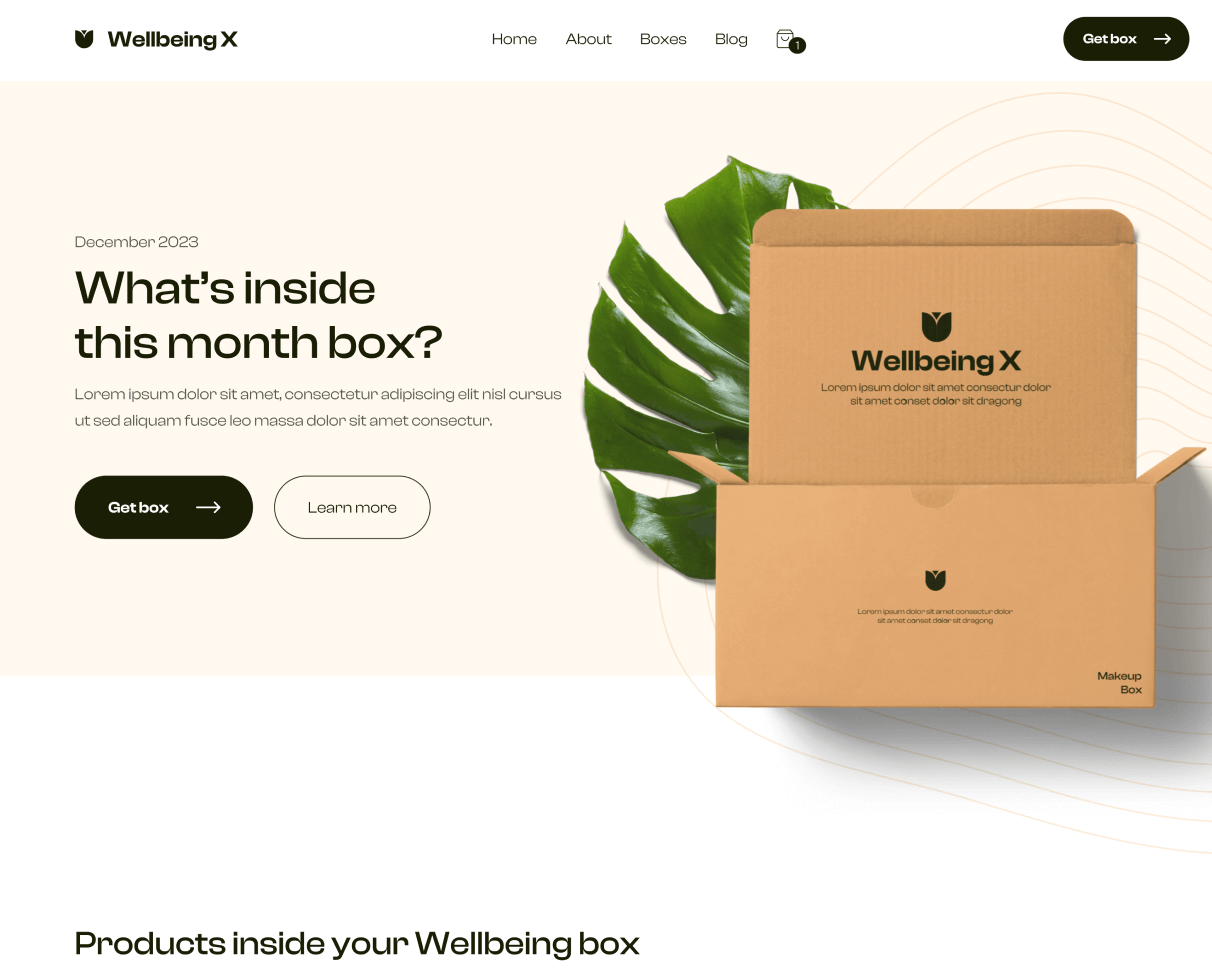 Wellbeing X
Home
About
Boxes
Blog
1
Get box
December 2023
What's inside
this month box?
Lorem ipsum dolor sit amet, consectetur adipiscing elit nisl cursus
ut sed aliquam fusce leo massa dolor sit amet consectur.
Get box
Learn more
Wellbeing X
Lorem ipsum dolor sit amet consectur dolor
sit amet conset dolor sit dragong
Lorem ipsum dolor sit amet consectur dolor
sit amet conset dolor sit dragong
Makeup
Box
Products inside your Wellbeing box